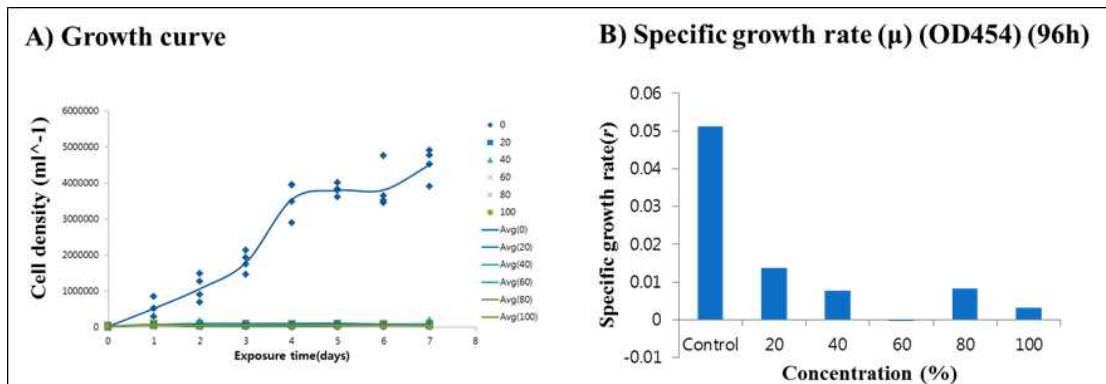 A) Growth curve
Cell density (ml^-1)
6000000
5000000
4000000
3000000
2000000
1000000
0
0 1 2 3 4 5 6 7 8
Exposure time(days)
0
20
40
60
80
100
Avg(0)
Avg(20)
Avg(40)
Avg(60)
Avg(80)
Avg(100)
B) Specific growth rate (μ) (OD454) (96h)
Specific growth rate(r)
0.06
0.05
0.04
0.03
0.02
0.01
0
-0.01
Control 20 40 60 80 100
Concentration (%)